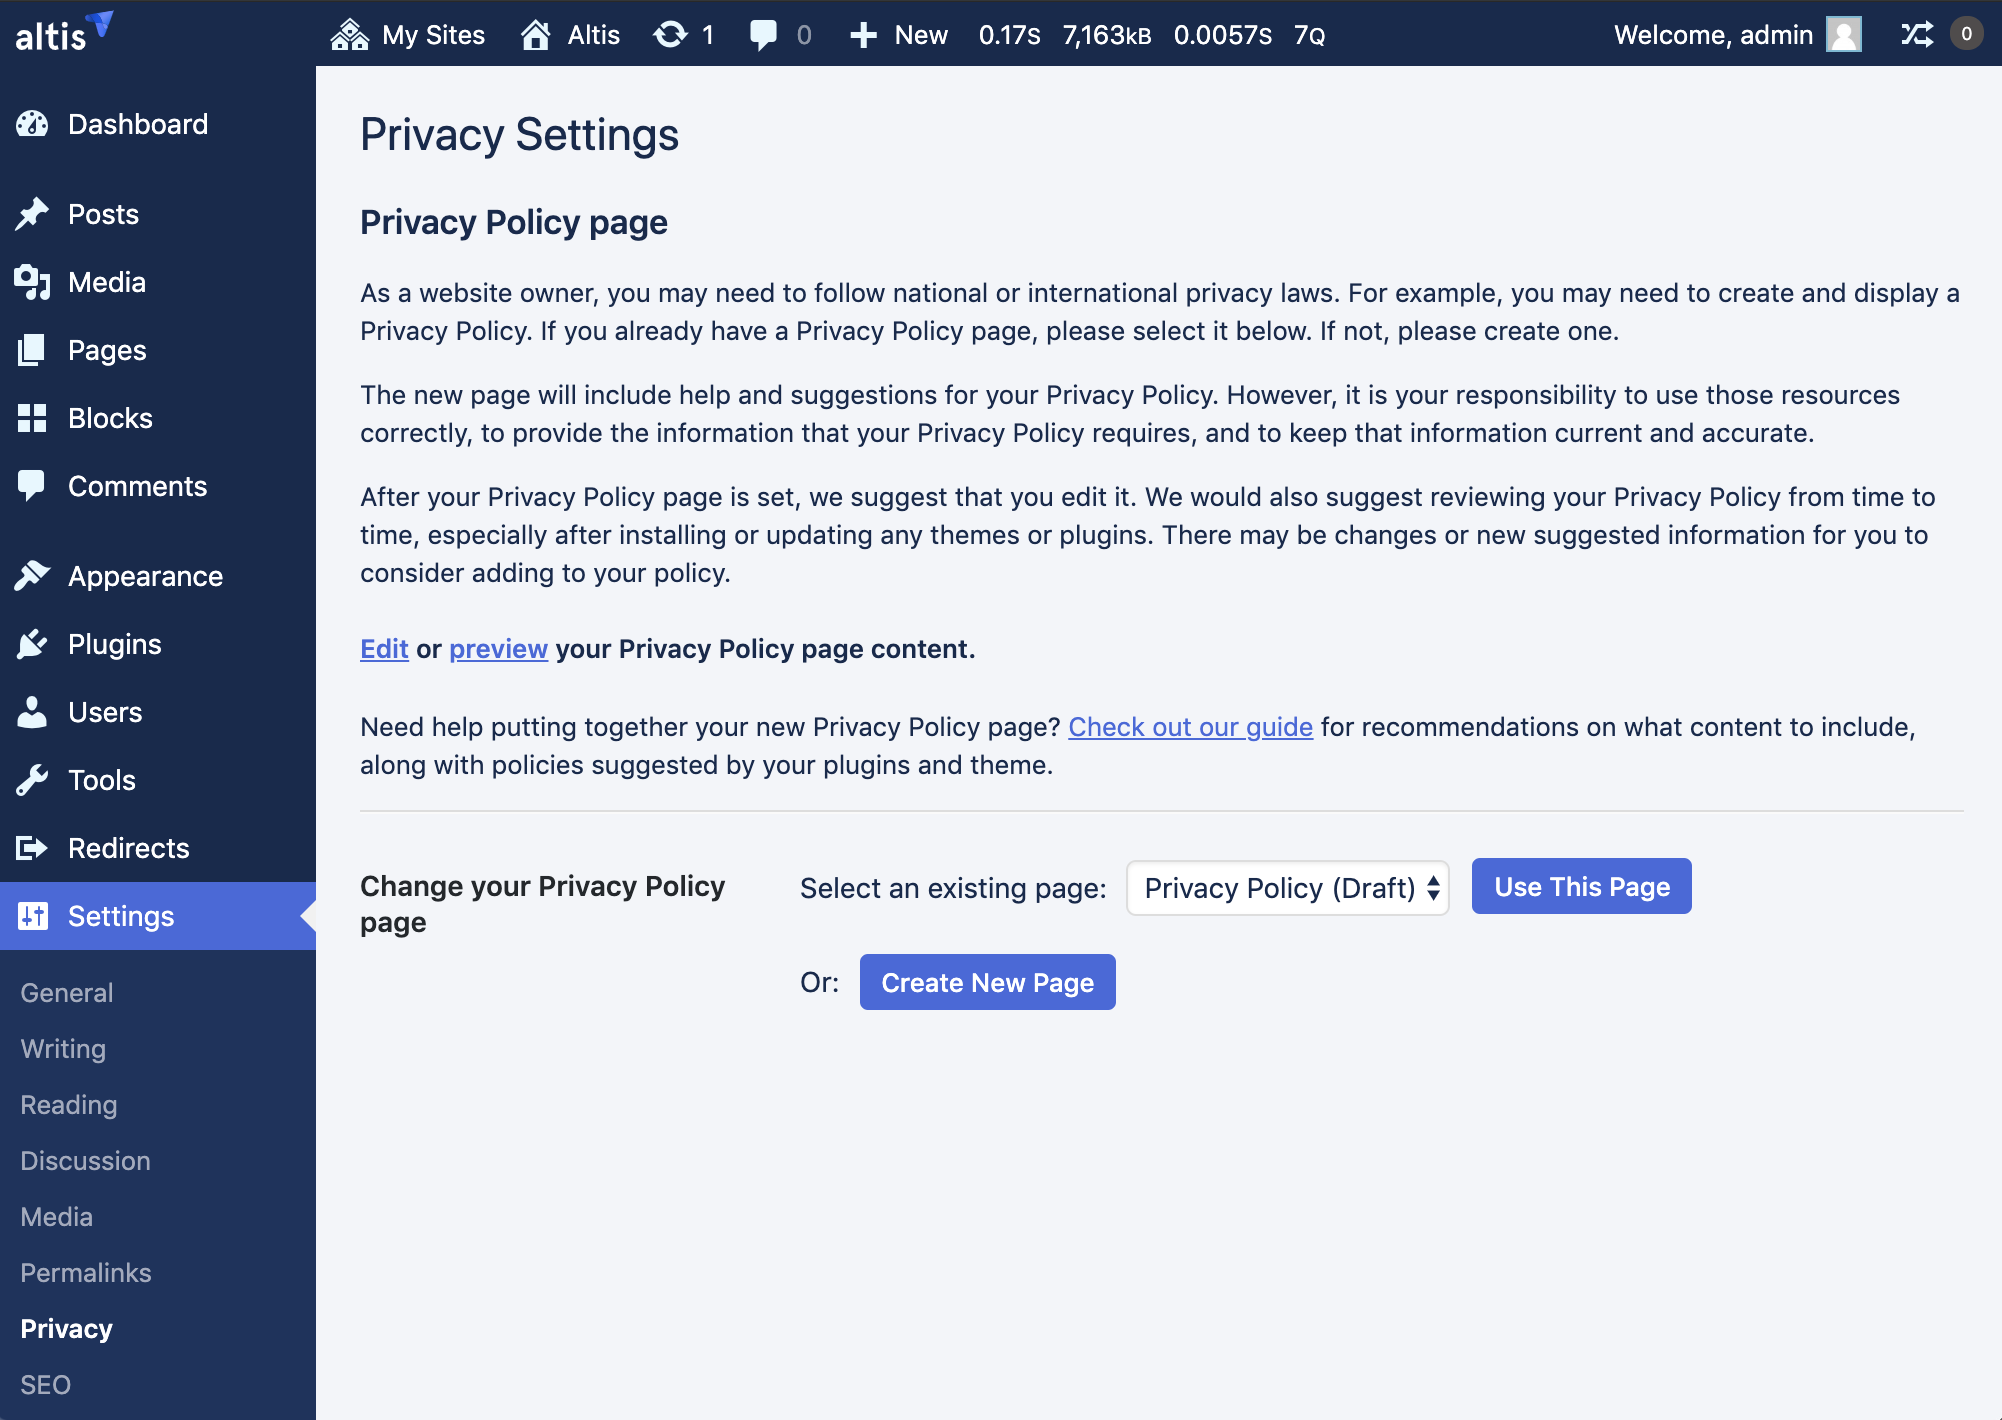 altis
My Sites Altis 1 0 New 0.17S 7,163KB 0.0057S 7Q Welcome, admin 0
Dashboard
Posts
Media
Pages
Blocks
Comments
Appearance
Plugins
Users
Tools
Redirects
Settings
General
Writing
Reading
Discussion
Media
Permalinks
Privacy
SEO
Privacy Settings
Privacy Policy page
As a website owner, you may need to follow national or international privacy laws. For example, you may need to create and display a
Privacy Policy. If you already have a Privacy Policy page, please select it below. If not, please create one.
The new page will include help and suggestions for your Privacy Policy. However, it is your responsibility to use those resources
correctly, to provide the information that your Privacy Policy requires, and to keep that information current and accurate.
After your Privacy Policy page is set, we suggest that you edit it. We would also suggest reviewing your Privacy Policy from time to
time, especially after installing or updating any themes or plugins. There may be changes or new suggested information for you to
consider adding to your policy.
Edit or preview your Privacy Policy page content.
Need help putting together your new Privacy Policy page? Check out our guide for recommendations on what content to include,
along with policies suggested by your plugins and theme.
Change your Privacy Policy
page
Select an existing page: Privacy Policy (Draft) Use This Page
Or: Create New Page